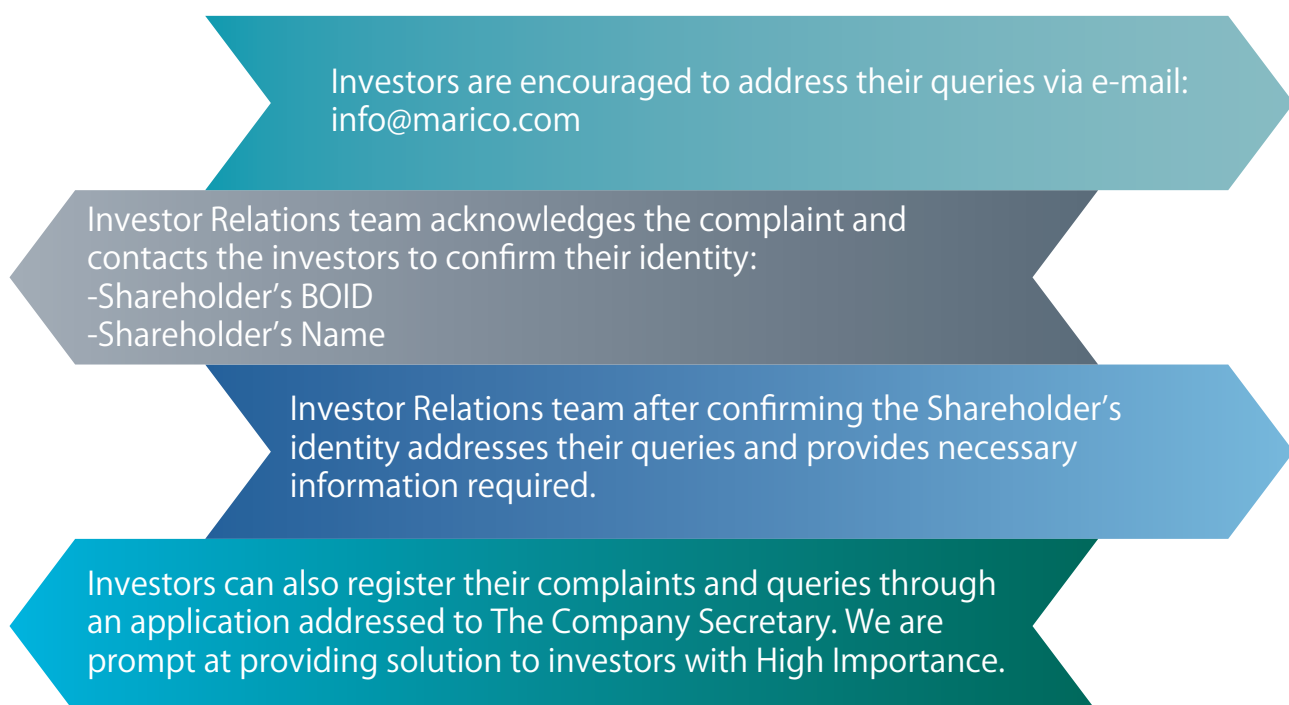 Investors are encouraged to address their queries via e-mail:
info@marico.com
Investor Relations team acknowledges the complaint and
contacts the investors to confirm their identity:
-Shareholder’s BOID
-Shareholder’s Name
Investor Relations team after confirming the Shareholder’s
identity addresses their queries and provides necessary
information required.
Investors can also register their complaints and queries through
an application addressed to The Company Secretary. We are
prompt at providing solution to investors with High Importance.